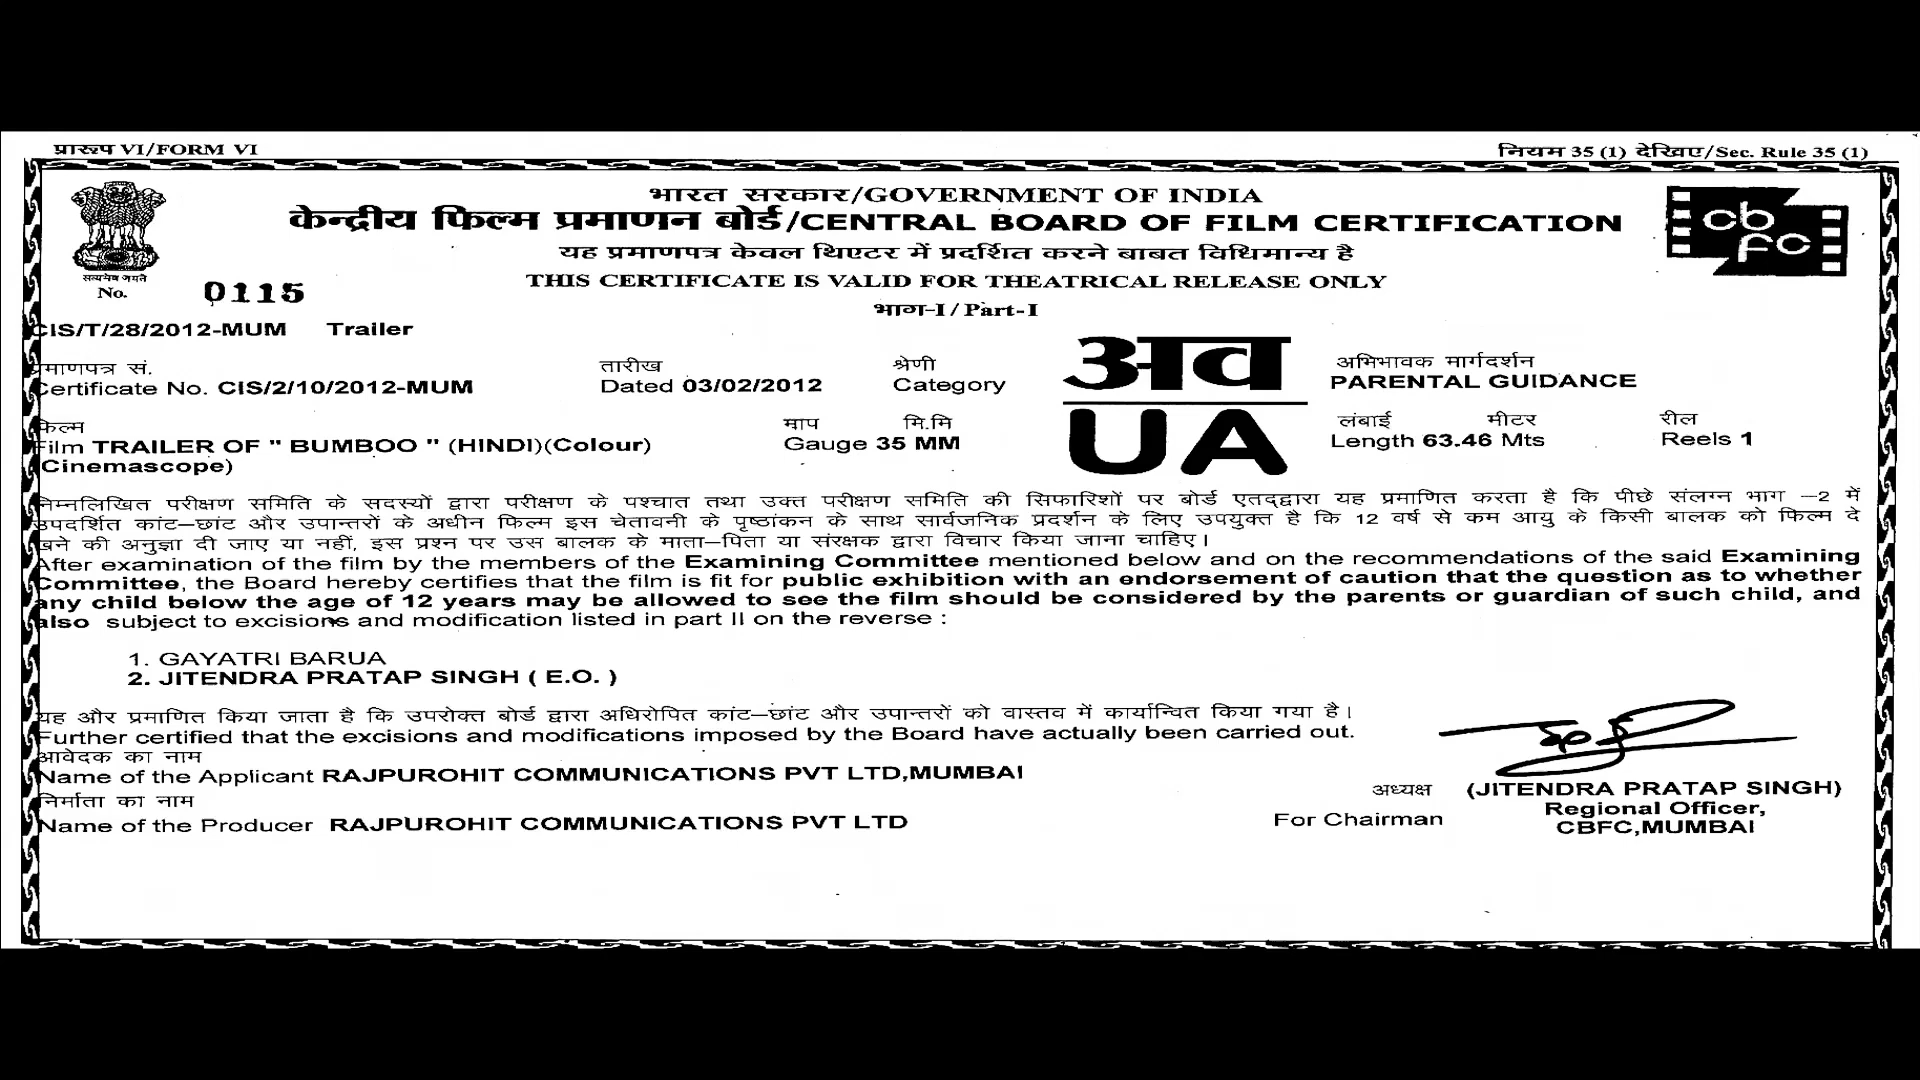 प्रारूप VI/FORM VI
नियम 35 (1) देखिए/Sec. Rule 35 (1)
भारत सरकार/GOVERNMENT OF INDIA
केन्द्रीय फिल्म प्रमाणन बोर्ड/CENTRAL BOARD OF FILM CERTIFICATION
cb
fc
यह प्रमाणपत्र केवल थिएटर में प्रदर्शित करने बाबत विधिमान्य है
सत्यमेव जयते
THIS CERTIFICATE IS VALID FOR THEATRICAL RELEASE ONLY
No. 0115
भाग-I / Part-I
CIS/T/28/2012-MUM Trailer
प्रमाणपत्र सं. तारीख श्रेणी अव अभिभावक मार्गदर्शन
Certificate No. CIS/2/10/2012-MUM Dated 03/02/2012 Category PARENTAL GUIDANCE
फिल्म माप मि.मि UA लंबाई मीटर रील
Film TRAILER OF " BUMBOO " (HINDI)(Colour) Gauge 35 MM Length 63.46 Mts Reels 1
(Cinemascope)
निम्नलिखित परीक्षण समिति के सदस्यों द्वारा परीक्षण के पश्चात तथा उक्त परीक्षण समिति की सिफारिशों पर बोर्ड एतद्द्वारा यह प्रमाणित करता है कि पीछे संलग्न भाग –2 में
उपदर्शित कांट–छांट और उपान्तरों के अधीन फिल्म इस चेतावनी के पृष्ठांकन के साथ सार्वजनिक प्रदर्शन के लिए उपयुक्त है कि 12 वर्ष से कम आयु के किसी बालक को फिल्म दे
खने की अनुज्ञा दी जाए या नहीं, इस प्रश्न पर उस बालक के माता–पिता या संरक्षक द्वारा विचार किया जाना चाहिए।
After examination of the film by the members of the Examining Committee mentioned below and on the recommendations of the said Examining
Committee, the Board hereby certifies that the film is fit for public exhibition with an endorsement of caution that the question as to whether
any child below the age of 12 years may be allowed to see the film should be considered by the parents or guardian of such child, and
also subject to excisions and modification listed in part II on the reverse :
1. GAYATRI BARUA
2. JITENDRA PRATAP SINGH ( E.O. )
यह और प्रमाणित किया जाता है कि उपरोक्त बोर्ड द्वारा अधिरोपित कांट–छांट और उपान्तरों को वास्तव में कार्यान्वित किया गया है।
Further certified that the excisions and modifications imposed by the Board have actually been carried out.
आवेदक का नाम
Name of the Applicant RAJPUROHIT COMMUNICATIONS PVT LTD,MUMBAI
निर्माता का नाम
Name of the Producer RAJPUROHIT COMMUNICATIONS PVT LTD
अध्यक्ष (JITENDRA PRATAP SINGH)
For Chairman Regional Officer,
CBFC,MUMBAI